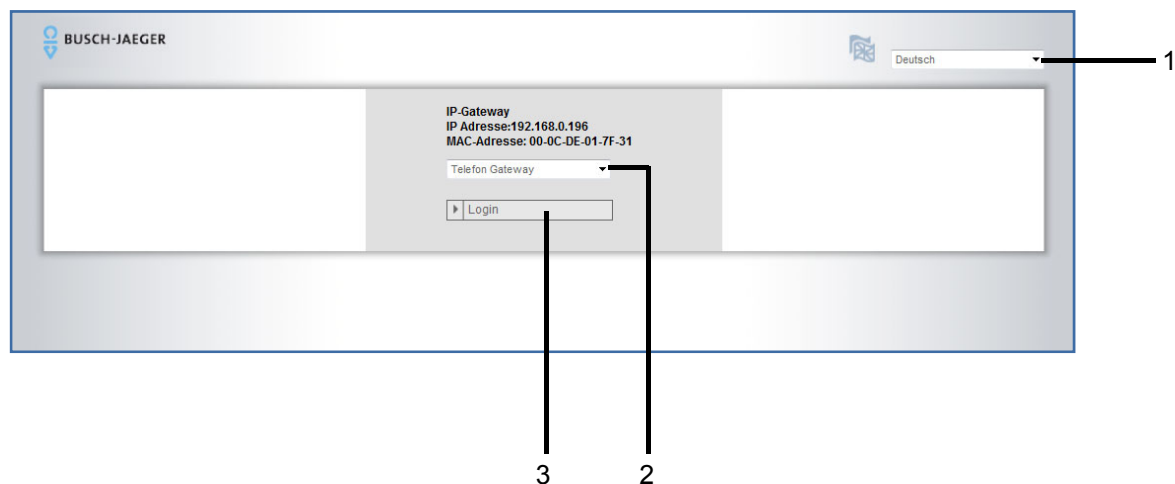 BUSCH-JAEGER
Deutsch
1
IP-Gateway
IP Adresse:192.168.0.196
MAC-Adresse: 00-0C-DE-01-7F-31
Telefon Gateway
Login
3
2